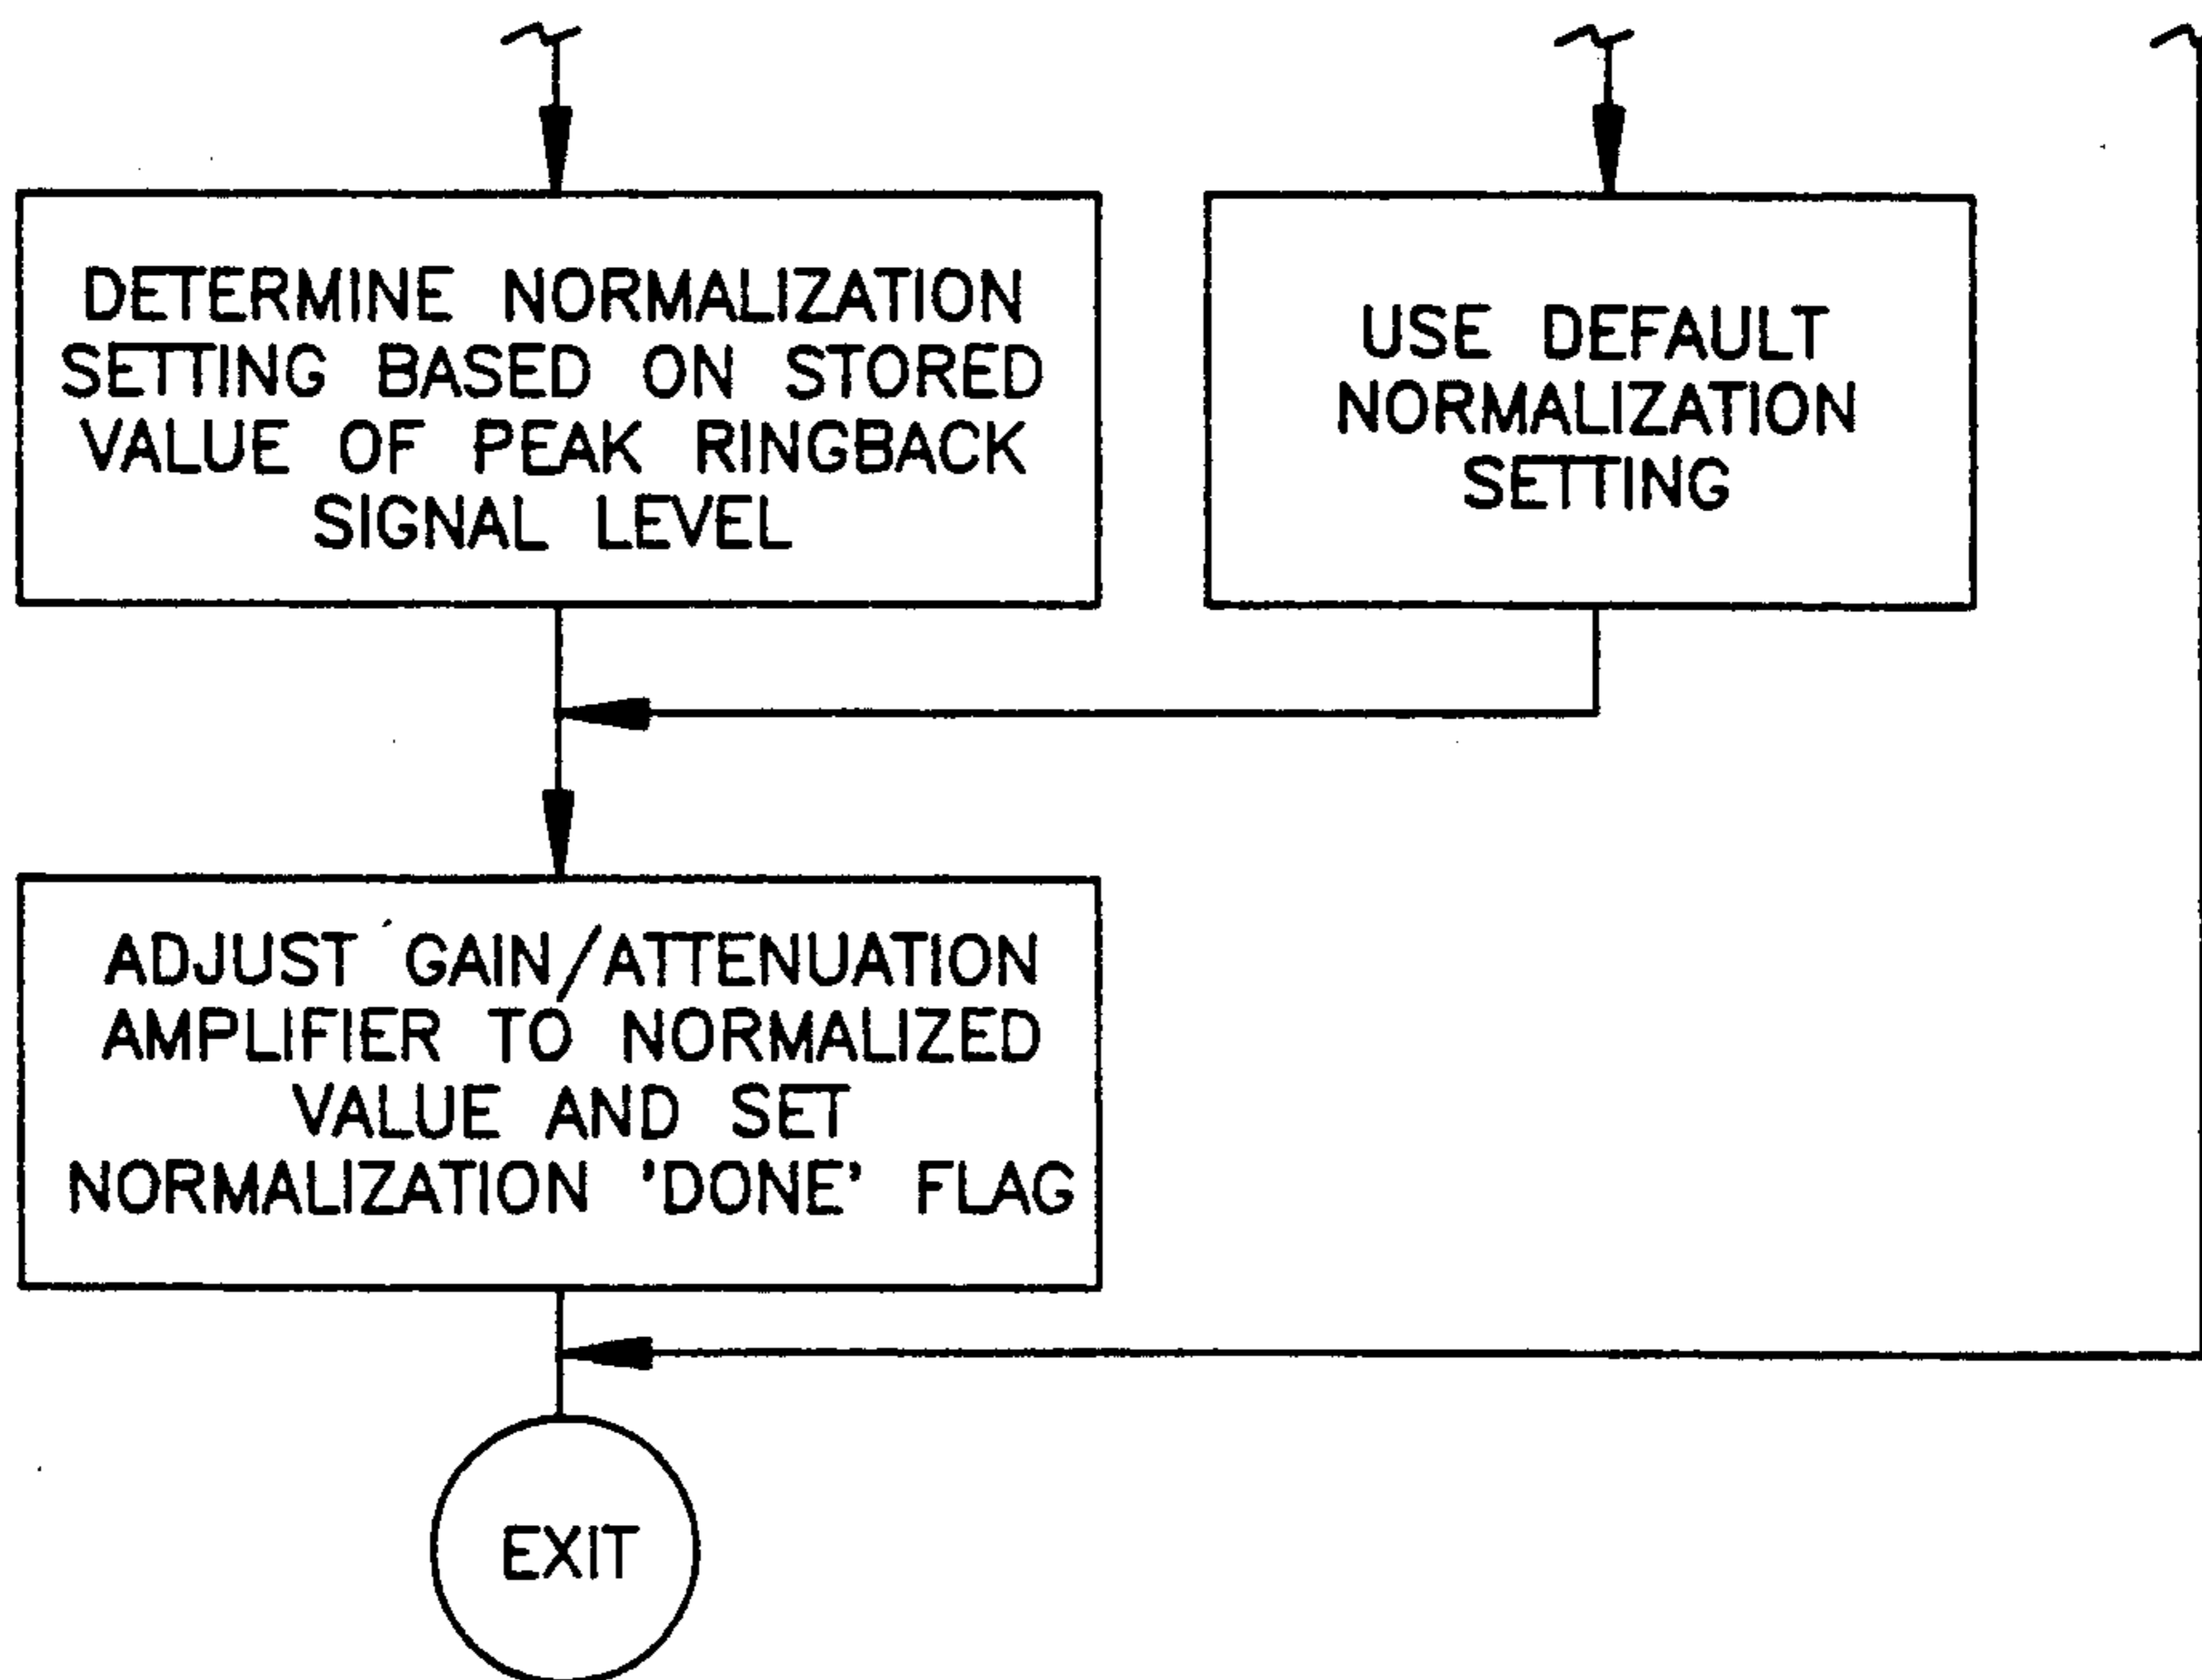 DETERMINE NORMALIZATION
SETTING BASED ON STORED
VALUE OF PEAK RINGBACK
SIGNAL LEVEL
USE DEFAULT
NORMALIZATION
SETTING
ADJUST GAIN/ATTENUATION
AMPLIFIER TO NORMALIZED
VALUE AND SET
NORMALIZATION 'DONE' FLAG
EXIT